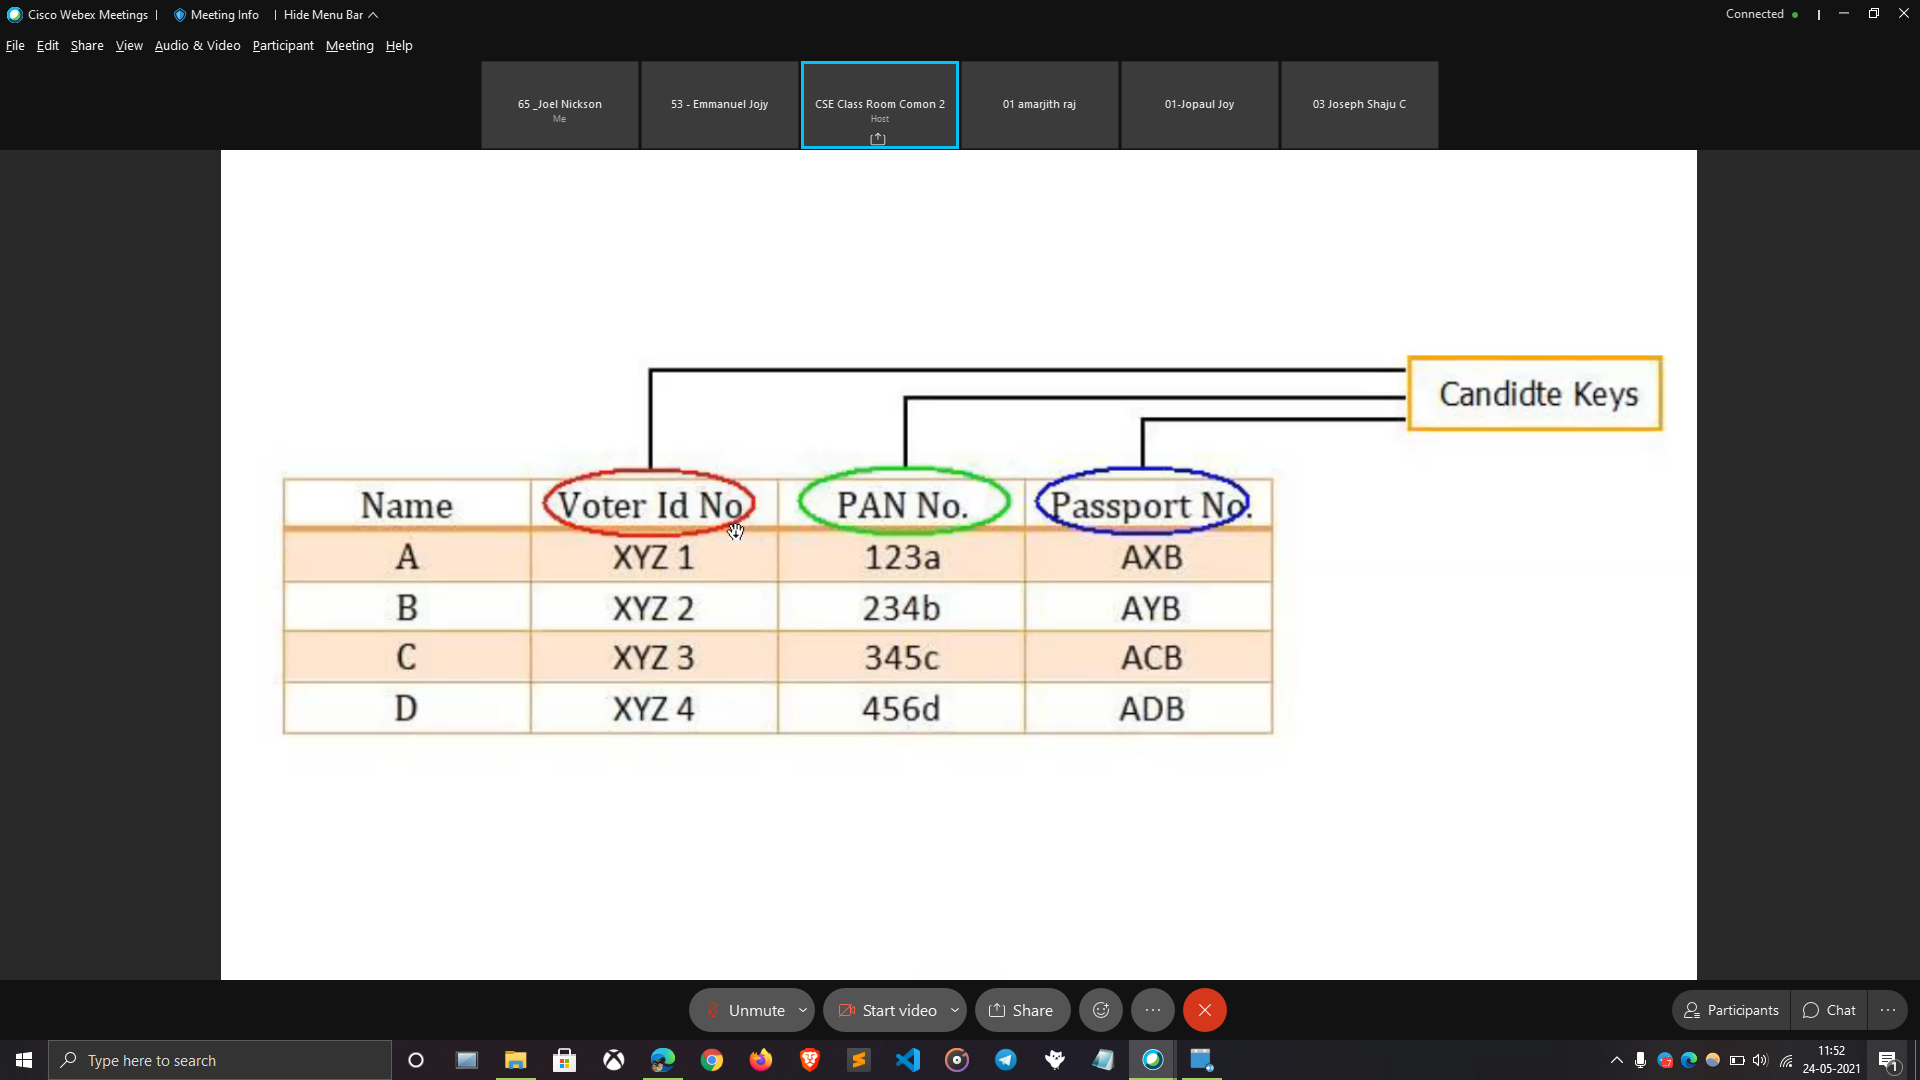 Cisco Webex Meetings | Meeting Info | Hide Menu Bar Connected
File Edit Share View Audio & Video Participant Meeting Help
65 _Joel Nickson 53 - Emmanuel Jojy CSE Class Room Comon 2 01 amarjith raj 01-Jopaul Joy 03 Joseph Shaju C
Me Host
Candidte Keys
Name Voter Id No PAN No. Passport No.
A XYZ 1 123a AXB
B XYZ 2 234b AYB
C XYZ 3 345c ACB
D XYZ 4 456d ADB
Unmute Start video Share Participants Chat
Type here to search
11:52
24-05-2021